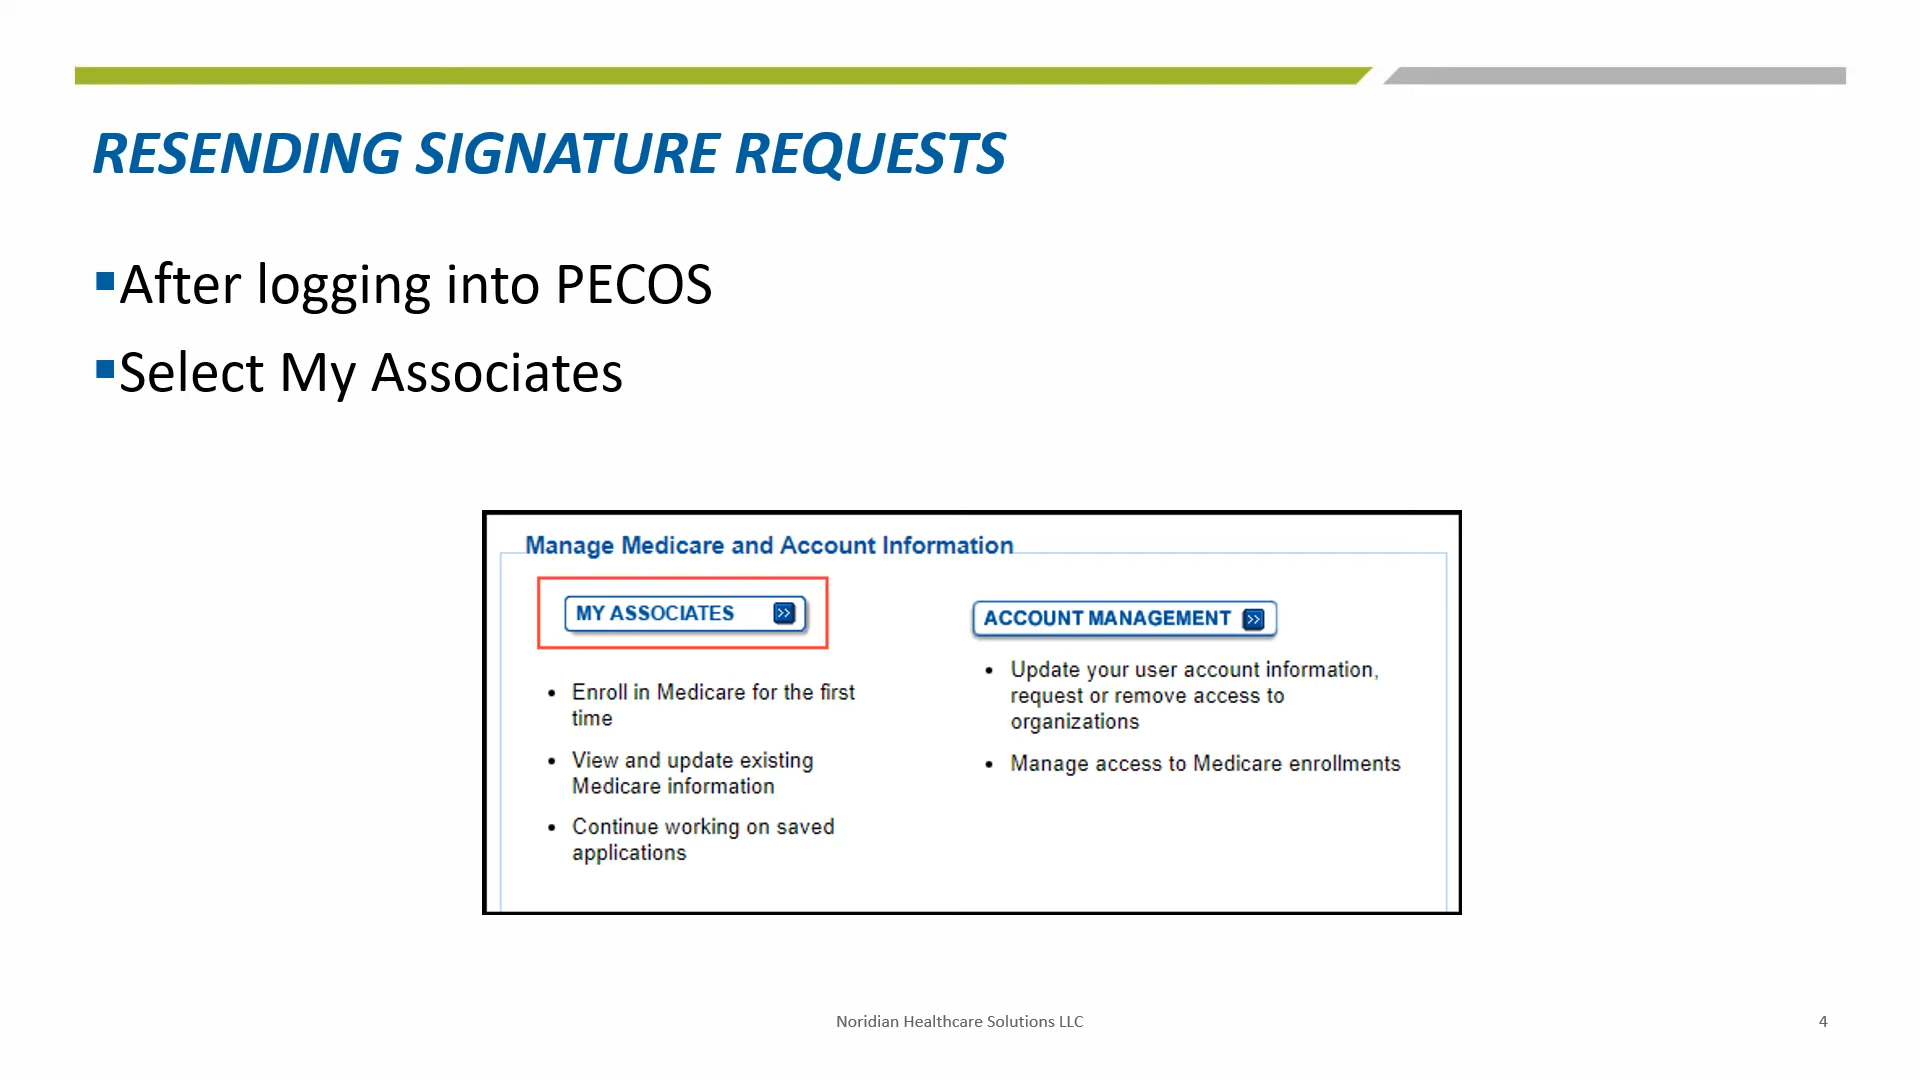 RESENDING SIGNATURE REQUESTS
After logging into PECOS
Select My Associates
Manage Medicare and Account Information
MY ASSOCIATES
Enroll in Medicare for the first
time
View and update existing
Medicare information
Continue working on saved
applications
ACCOUNT MANAGEMENT
Update your user account information,
request or remove access to
organizations
Manage access to Medicare enrollments
Noridian Healthcare Solutions LLC
4